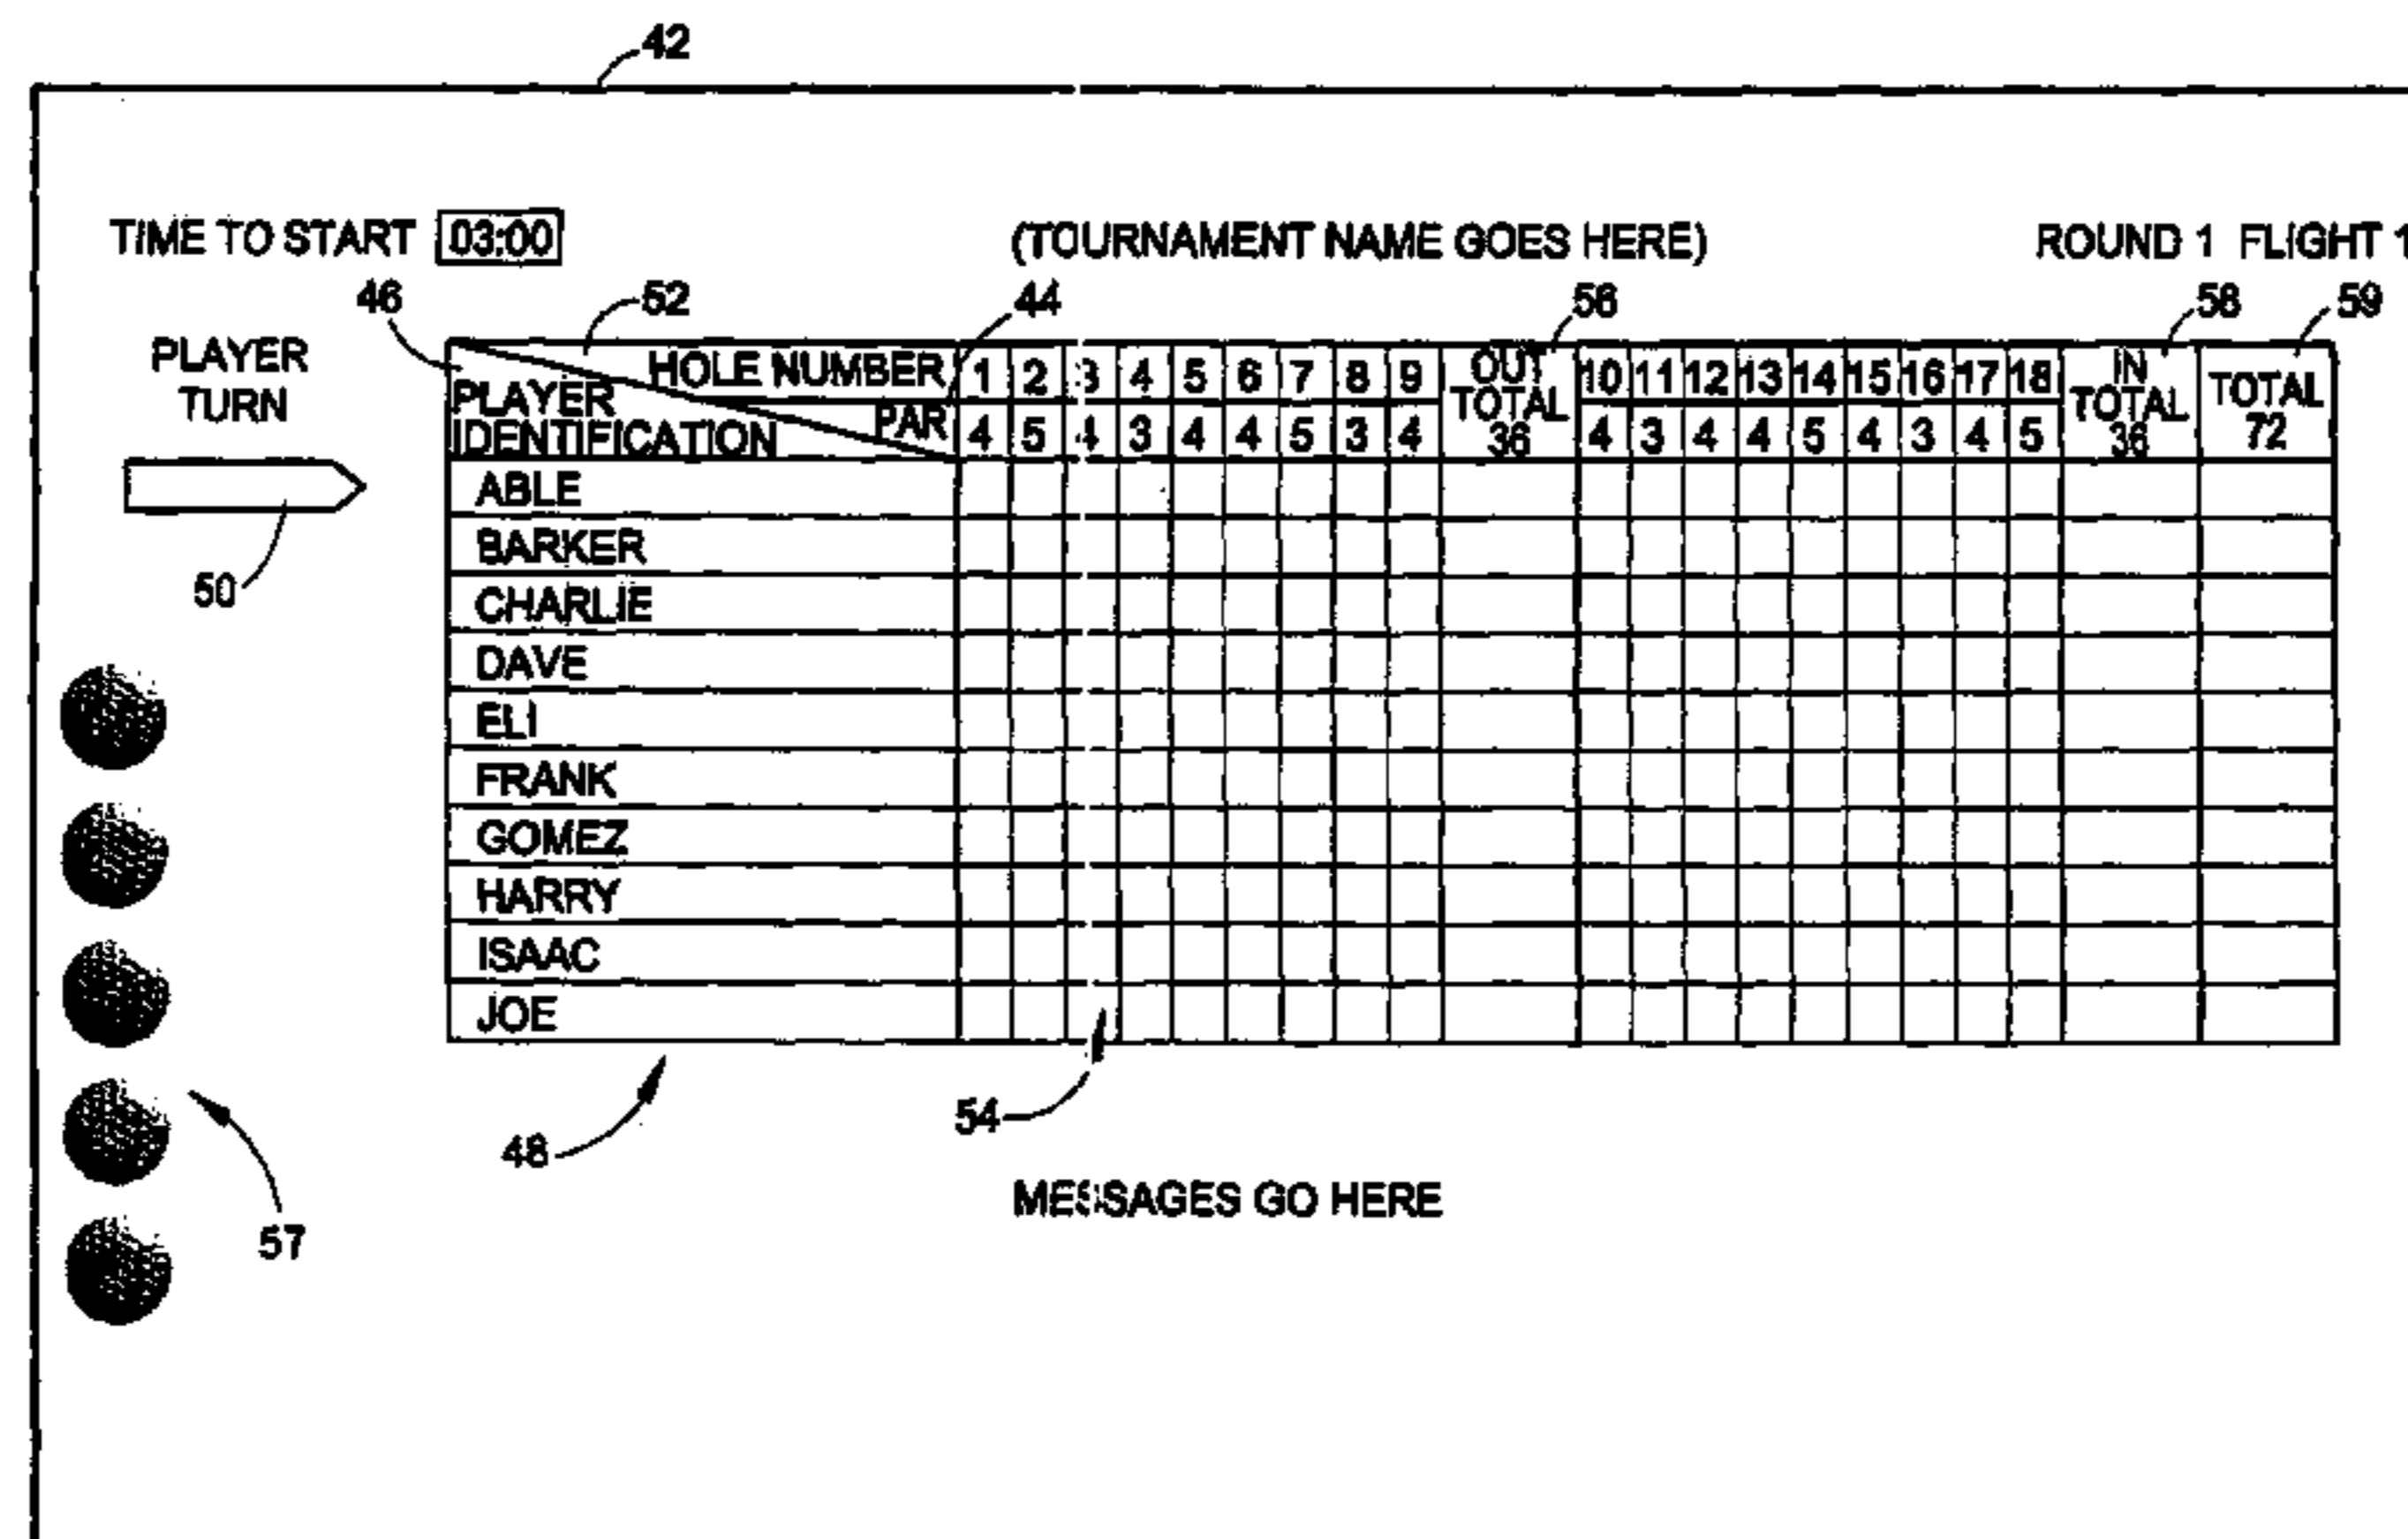 42
TIME TO START 03:00 (TOURNAMENT NAME GOES HERE) ROUND 1 FLIGHT 1
46 52 44 56 58 59
PLAYER TURN
HOLE NUMBER 1 2 3 4 5 6 7 8 9 OUT TOTAL 36 10 11 12 13 14 15 16 17 18 IN TOTAL 36 TOTAL 72
PLAYER IDENTIFICATION PAR 4 5 4 3 4 4 5 3 4 4 3 4 4 5 4 3 4 5
ABLE
BARKER
50
CHARLIE
DAVE
ELI
FRANK
GOMEZ
HARRY
ISAAC
JOE
48
54
MESSAGES GO HERE
57